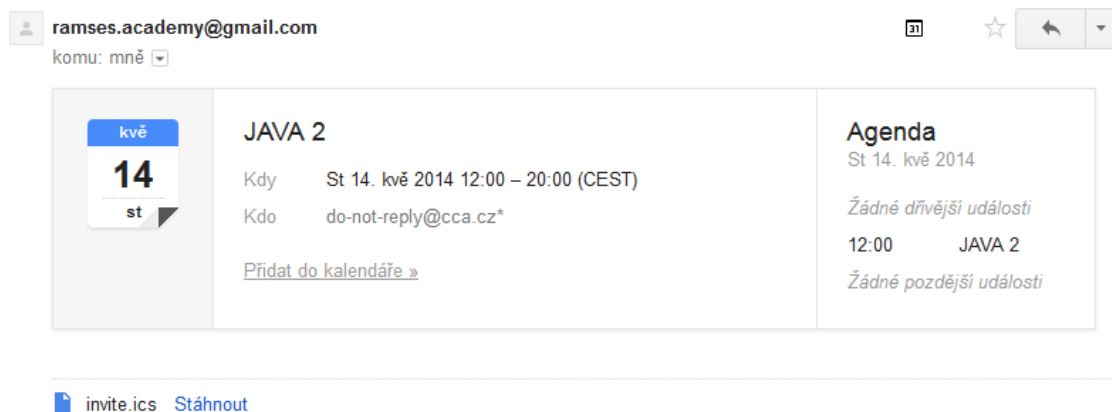 ramses.academy@gmail.com
31
komu: mně
kvě
14
st
JAVA 2
Kdy St 14. kvě 2014 12:00 – 20:00 (CEST)
Kdo do-not-reply@cca.cz*
Přidat do kalendáře »
Agenda
St 14. kvě 2014
Žádné dřívější události
12:00 JAVA 2
Žádné pozdější události
invite.ics Stáhnout